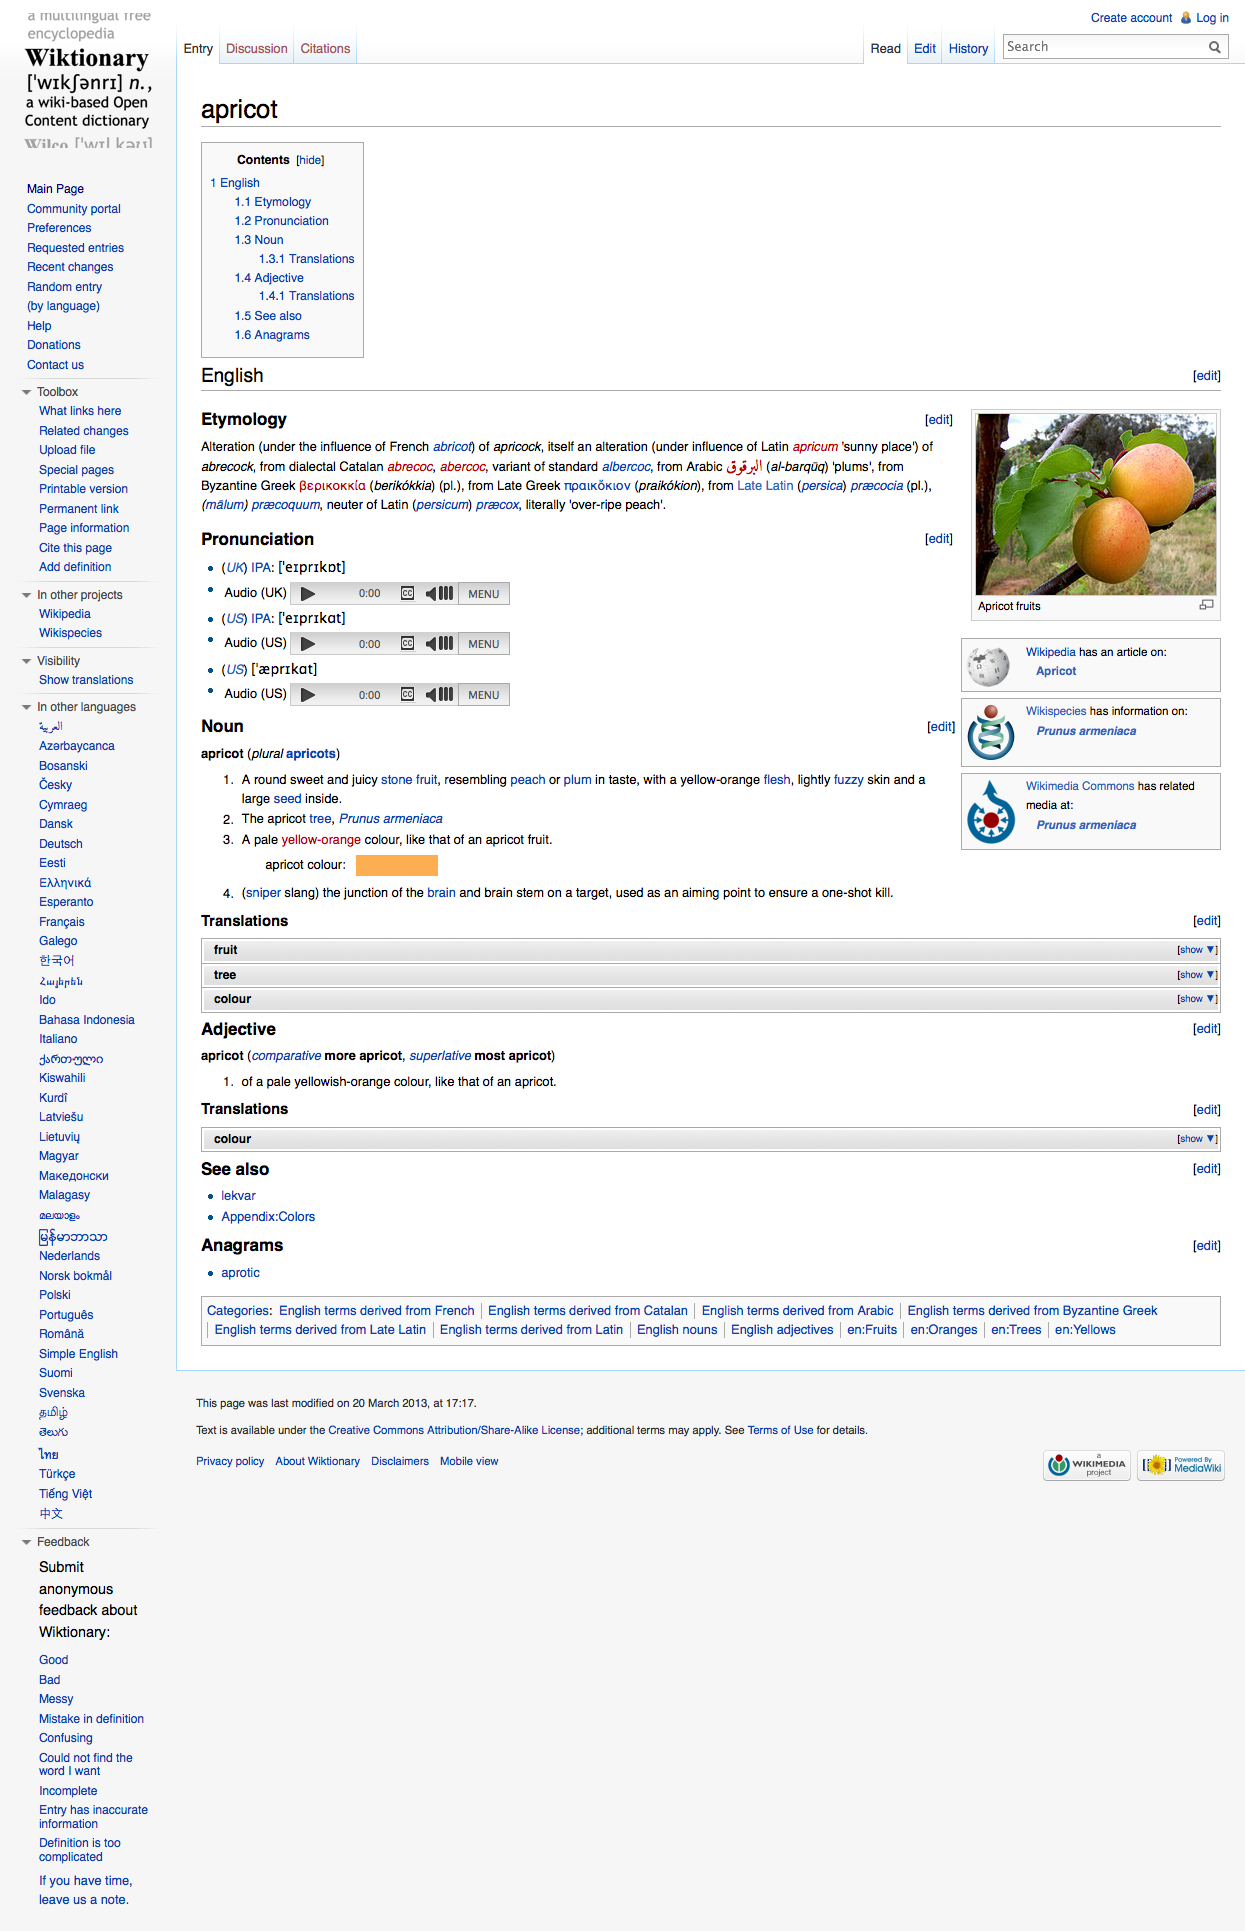 a multilingual free
encyclopedia
Wiktionary
['wɪkʃənrɪ] n.,
a wiki-based Open
Content dictionary
Wilco ['wɪl kəʊ]
Create account Log in
Entry Discussion Citations Read Edit History Search
apricot
Contents [hide]
1 English
1.1 Etymology
1.2 Pronunciation
1.3 Noun
1.3.1 Translations
1.4 Adjective
1.4.1 Translations
1.5 See also
1.6 Anagrams
English [edit]
Etymology [edit]
Alteration (under the influence of French abricot) of apricock, itself an alteration (under influence of Latin apricum 'sunny place') of
abrecock, from dialectal Catalan abrecoc, abercoc, variant of standard albercoc, from Arabic البرقوق (al-barqūq) 'plums', from
Byzantine Greek βερικοκκία (berikókkia) (pl.), from Late Greek πραικόκιον (praikókion), from Late Latin (persica) præcocia (pl.),
(mālum) præcoquum, neuter of Latin (persicum) præcox, literally 'over-ripe peach'.
Apricot fruits
Pronunciation [edit]
(UK) IPA: [ˈeɪprɪkɒt]
Audio (UK) 0:00 CC MENU
(US) IPA: [ˈeɪprɪkɑt]
Audio (US) 0:00 CC MENU
(US) [ˈæprɪkɑt]
Audio (US) 0:00 CC MENU
Wikipedia has an article on:
Apricot
Wikispecies has information on:
Prunus armeniaca
Wikimedia Commons has related
media at:
Prunus armeniaca
Noun [edit]
apricot (plural apricots)
1. A round sweet and juicy stone fruit, resembling peach or plum in taste, with a yellow-orange flesh, lightly fuzzy skin and a
large seed inside.
2. The apricot tree, Prunus armeniaca
3. A pale yellow-orange colour, like that of an apricot fruit.
apricot colour:
4. (sniper slang) the junction of the brain and brain stem on a target, used as an aiming point to ensure a one-shot kill.
Translations [edit]
fruit [show ▼]
tree [show ▼]
colour [show ▼]
Adjective [edit]
apricot (comparative more apricot, superlative most apricot)
1. of a pale yellowish-orange colour, like that of an apricot.
Translations [edit]
colour [show ▼]
See also [edit]
lekvar
Appendix:Colors
Anagrams [edit]
aprotic
Categories: English terms derived from French | English terms derived from Catalan | English terms derived from Arabic | English terms derived from Byzantine Greek
| English terms derived from Late Latin | English terms derived from Latin | English nouns | English adjectives | en:Fruits | en:Oranges | en:Trees | en:Yellows
This page was last modified on 20 March 2013, at 17:17.
Text is available under the Creative Commons Attribution/Share-Alike License; additional terms may apply. See Terms of Use for details.
Privacy policy About Wiktionary Disclaimers Mobile view
a
WIKIMEDIA
project
Powered By
MediaWiki
Main Page
Community portal
Preferences
Requested entries
Recent changes
Random entry
(by language)
Help
Donations
Contact us
Toolbox
What links here
Related changes
Upload file
Special pages
Printable version
Permanent link
Page information
Cite this page
Add definition
In other projects
Wikipedia
Wikispecies
Visibility
Show translations
In other languages
العربية
Azərbaycanca
Bosanski
Česky
Cymraeg
Dansk
Deutsch
Eesti
Ελληνικά
Esperanto
Français
Galego
한국어
Հայերեն
Ido
Bahasa Indonesia
Italiano
ქართული
Kiswahili
Kurdî
Latviešu
Lietuvių
Magyar
Македонски
Malagasy
മലയാളം
မြန်မာဘာသာ
Nederlands
Norsk bokmål
Polski
Português
Română
Simple English
Suomi
Svenska
தமிழ்
తెలుగు
ไทย
Türkçe
Tiếng Việt
中文
Feedback
Submit
anonymous
feedback about
Wiktionary:
Good
Bad
Messy
Mistake in definition
Confusing
Could not find the
word I want
Incomplete
Entry has inaccurate
information
Definition is too
complicated
If you have time,
leave us a note.